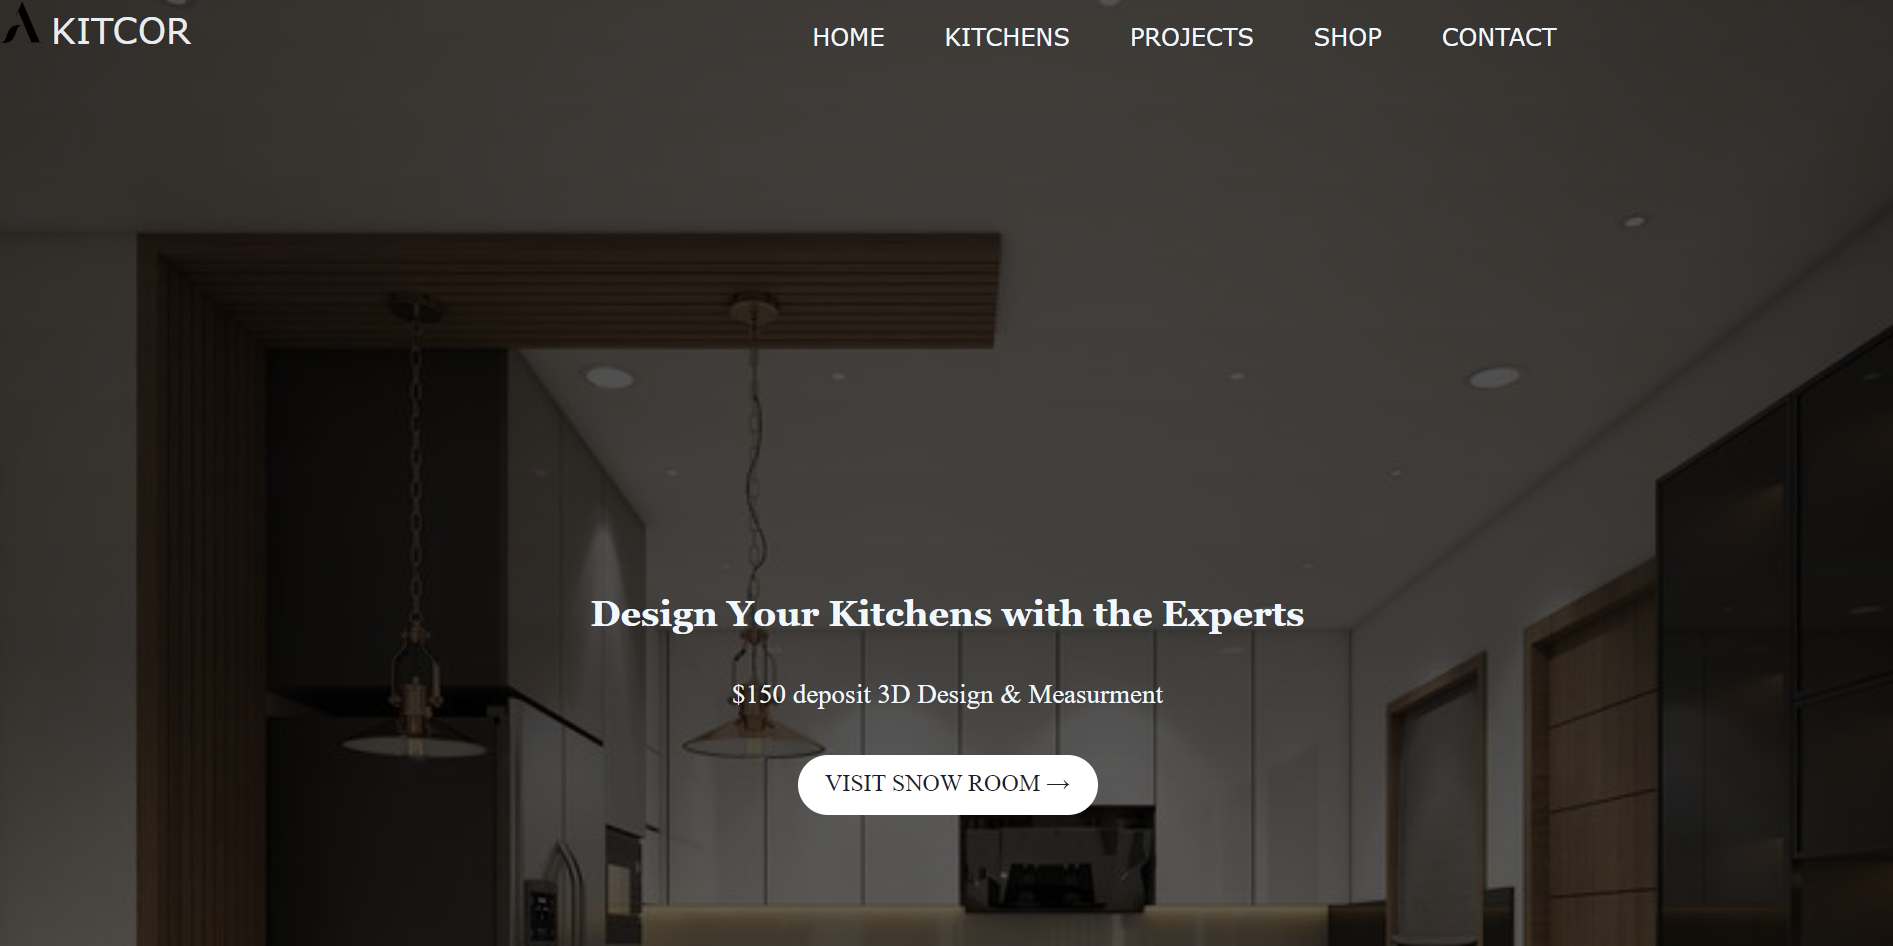 KITCOR
HOME KITCHENS PROJECTS SHOP CONTACT
Design Your Kitchens with the Experts
$150 deposit 3D Design & Measurment
VISIT SNOW ROOM →